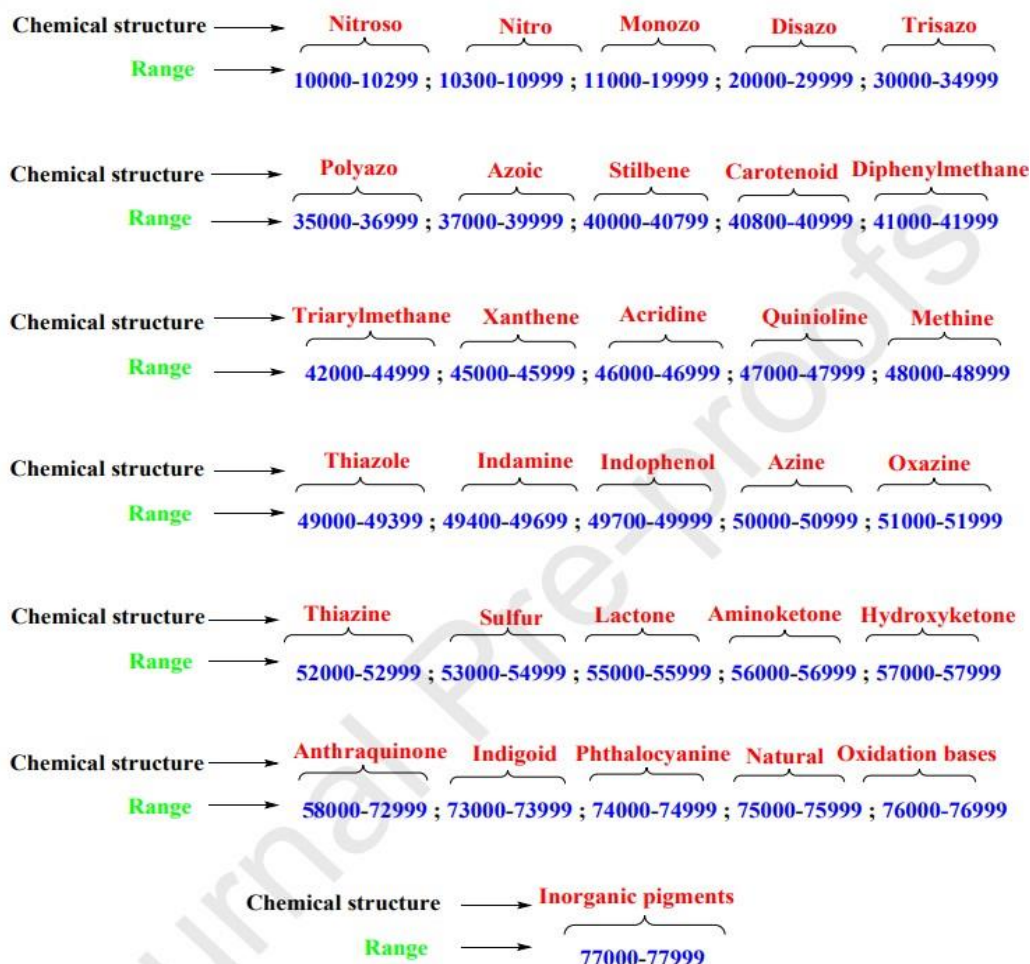 Chemical structure Nitroso Nitro Monozo Disazo Trisazo
Range 10000-10299 ; 10300-10999 ; 11000-19999 ; 20000-29999 ; 30000-34999
Chemical structure Polyazo Azoic Stilbene Carotenoid Diphenylmethane
Range 35000-36999 ; 37000-39999 ; 40000-40799 ; 40800-40999 ; 41000-41999
Chemical structure Triarylmethane Xanthene Acridine Quinioline Methine
Range 42000-44999 ; 45000-45999 ; 46000-46999 ; 47000-47999 ; 48000-48999
Chemical structure Thiazole Indamine Indophenol Azine Oxazine
Range 49000-49399 ; 49400-49699 ; 49700-49999 ; 50000-50999 ; 51000-51999
Chemical structure Thiazine Sulfur Lactone Aminoketone Hydroxyketone
Range 52000-52999 ; 53000-54999 ; 55000-55999 ; 56000-56999 ; 57000-57999
Chemical structure Anthraquinone Indigoid Phthalocyanine Natural Oxidation bases
Range 58000-72999 ; 73000-73999 ; 74000-74999 ; 75000-75999 ; 76000-76999
Chemical structure Inorganic pigments
Range 77000-77999
urnal Pre-proofs